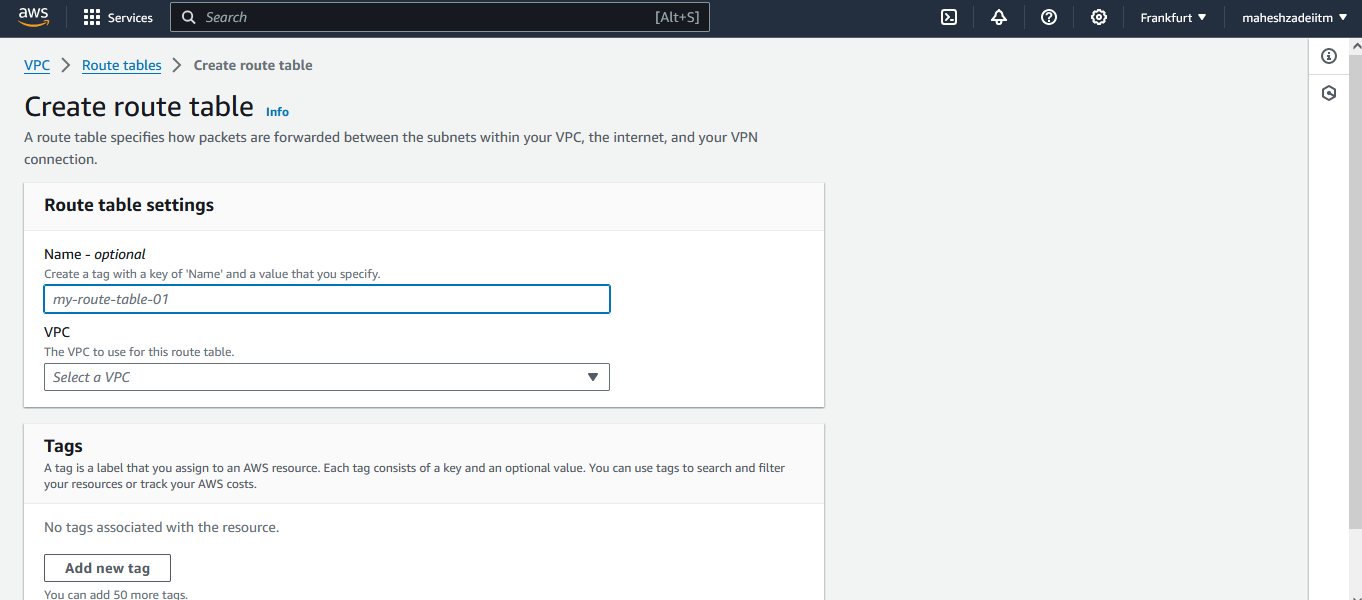 aws
Services
Search [Alt+S]
Frankfurt
maheshzadeiitm
VPC > Route tables > Create route table
Create route table Info
A route table specifies how packets are forwarded between the subnets within your VPC, the internet, and your VPN
connection.
Route table settings
Name - optional
Create a tag with a key of 'Name' and a value that you specify.
my-route-table-01
VPC
The VPC to use for this route table.
Select a VPC
Tags
A tag is a label that you assign to an AWS resource. Each tag consists of a key and an optional value. You can use tags to search and filter
your resources or track your AWS costs.
No tags associated with the resource.
Add new tag
You can add 50 more tags.